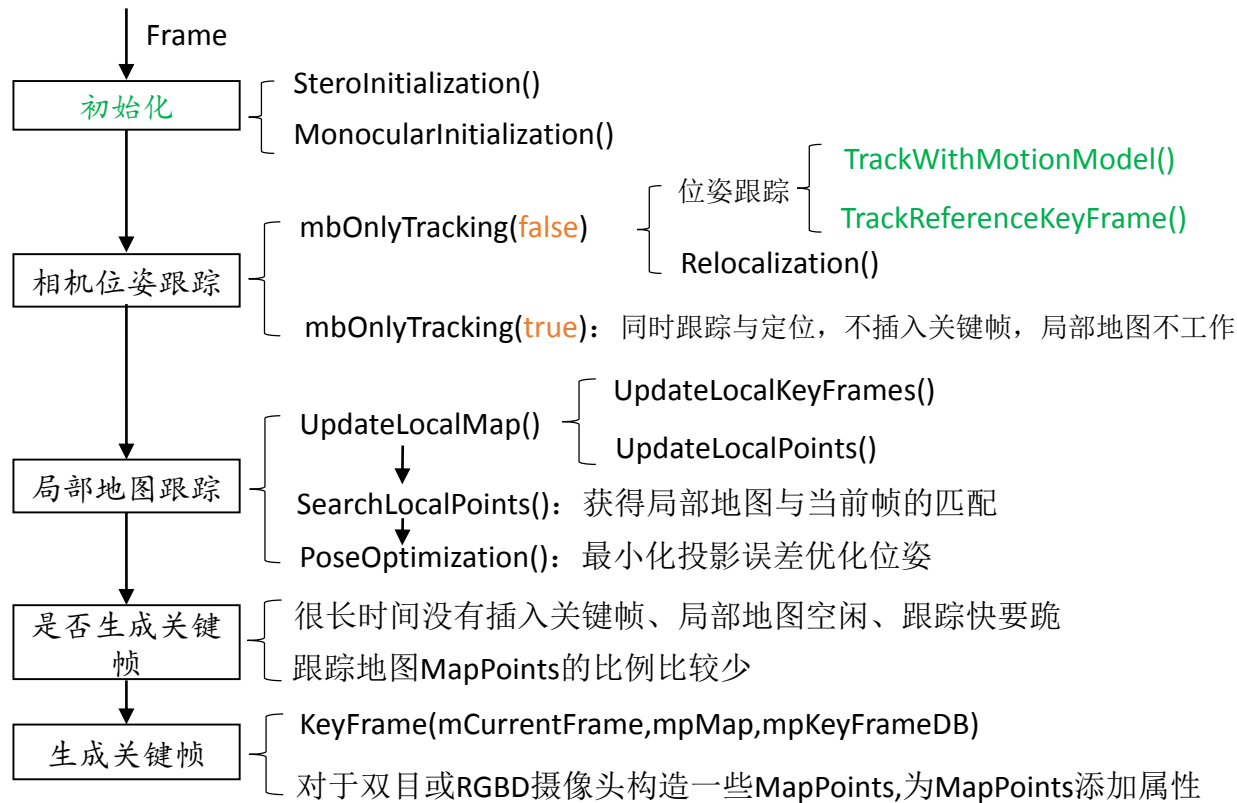 Frame
初始化
SteroInitialization()
MonocularInitialization()
相机位姿跟踪
mbOnlyTracking(false)
位姿跟踪
TrackWithMotionModel()
TrackReferenceKeyFrame()
Relocalization()
mbOnlyTracking(true)：同时跟踪与定位，不插入关键帧，局部地图不工作
局部地图跟踪
UpdateLocalMap()
UpdateLocalKeyFrames()
UpdateLocalPoints()
SearchLocalPoints()：获得局部地图与当前帧的匹配
PoseOptimization()：最小化投影误差优化位姿
是否生成关键
帧
很长时间没有插入关键帧、局部地图空闲、跟踪快要跪
跟踪地图MapPoints的比例比较少
生成关键帧
KeyFrame(mCurrentFrame,mpMap,mpKeyFrameDB)
对于双目或RGBD摄像头构造一些MapPoints,为MapPoints添加属性